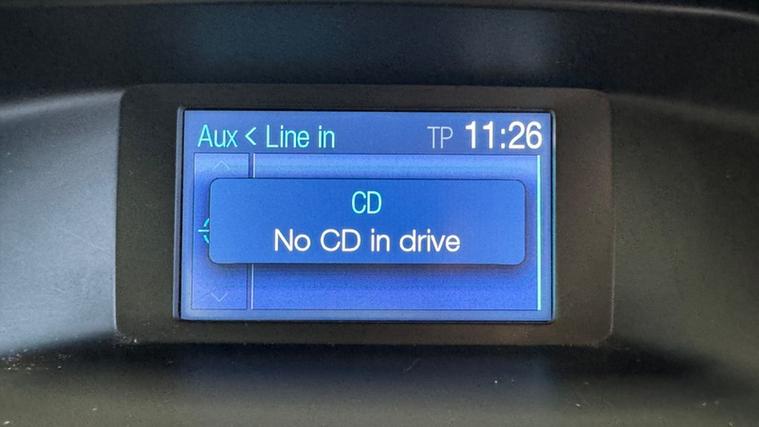 Aux < Line in TP 11:26
CD
No CD in drive